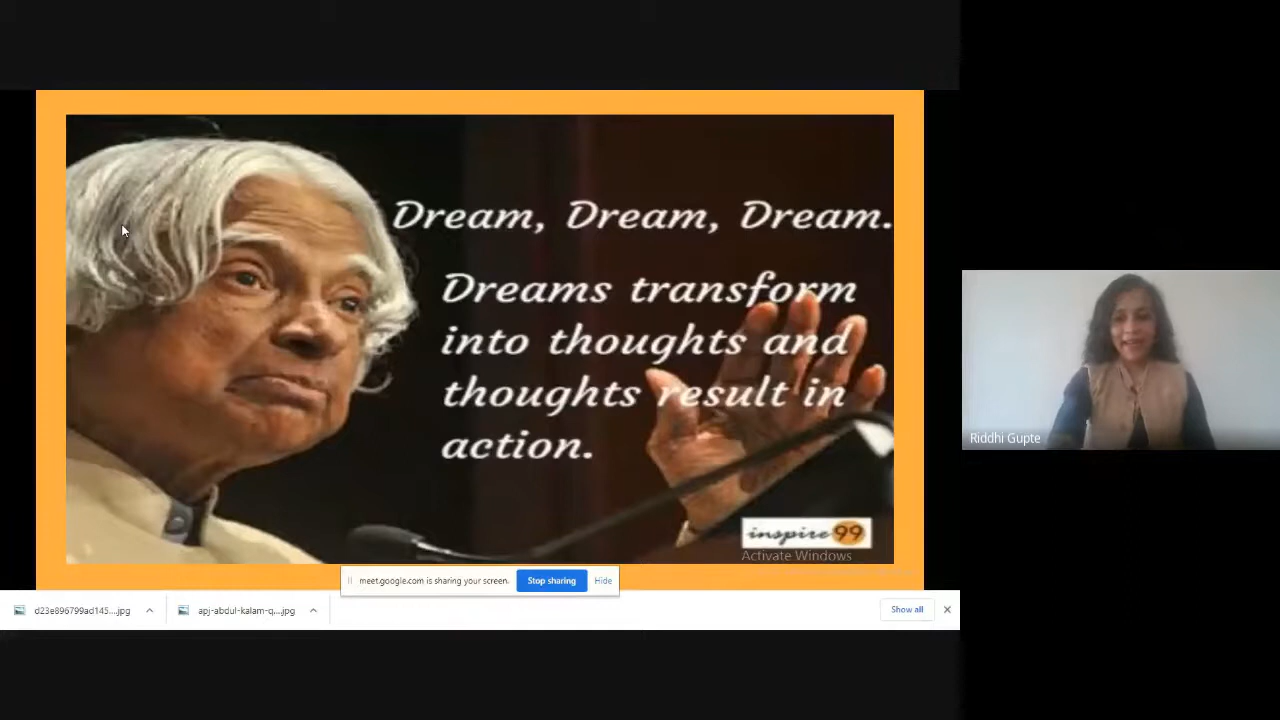 Dream, Dream, Dream.
Dreams transform
into thoughts and
thoughts result in
action.
inspire99
Activate Windows
meet.google.com is sharing your screen.
Stop sharing
Hide
d23e896799ad145....jpg
apj-abdul-kalam-q....jpg
Show all
Riddhi Gupte